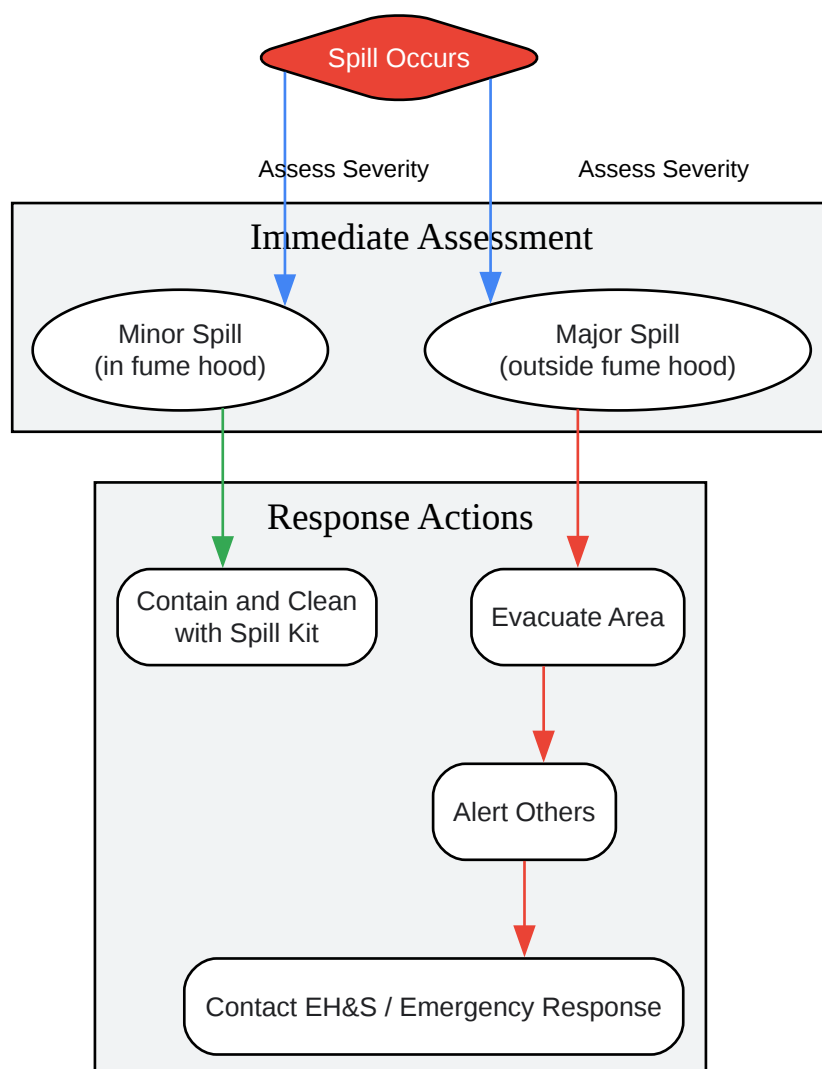 Spill Occurs
Assess Severity
Assess Severity
Immediate Assessment
Minor Spill
(in fume hood)
Major Spill
(outside fume hood)
Response Actions
Contain and Clean
with Spill Kit
Evacuate Area
Alert Others
Contact EH&S / Emergency Response